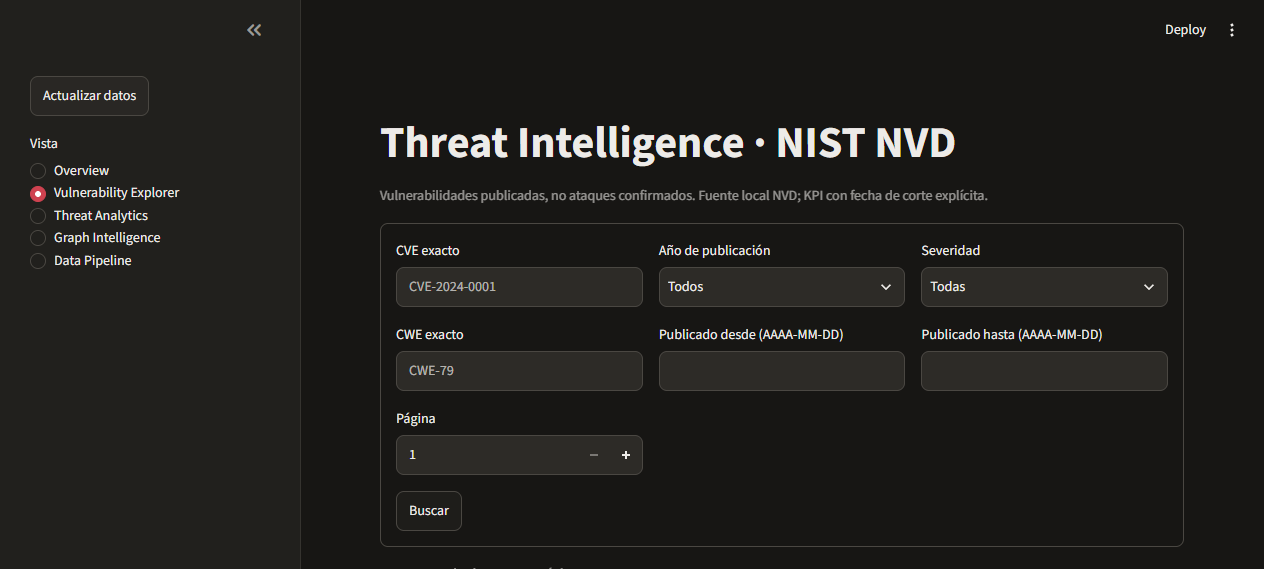 Deploy
Actualizar datos
Vista
Overview
Vulnerability Explorer
Threat Analytics
Graph Intelligence
Data Pipeline
Threat Intelligence · NIST NVD
Vulnerabilidades publicadas, no ataques confirmados. Fuente local NVD; KPI con fecha de corte explícita.
CVE exacto Año de publicación Severidad
CVE-2024-0001 Todos Todas
CWE exacto Publicado desde (AAAA-MM-DD) Publicado hasta (AAAA-MM-DD)
CWE-79
Página
1
Buscar